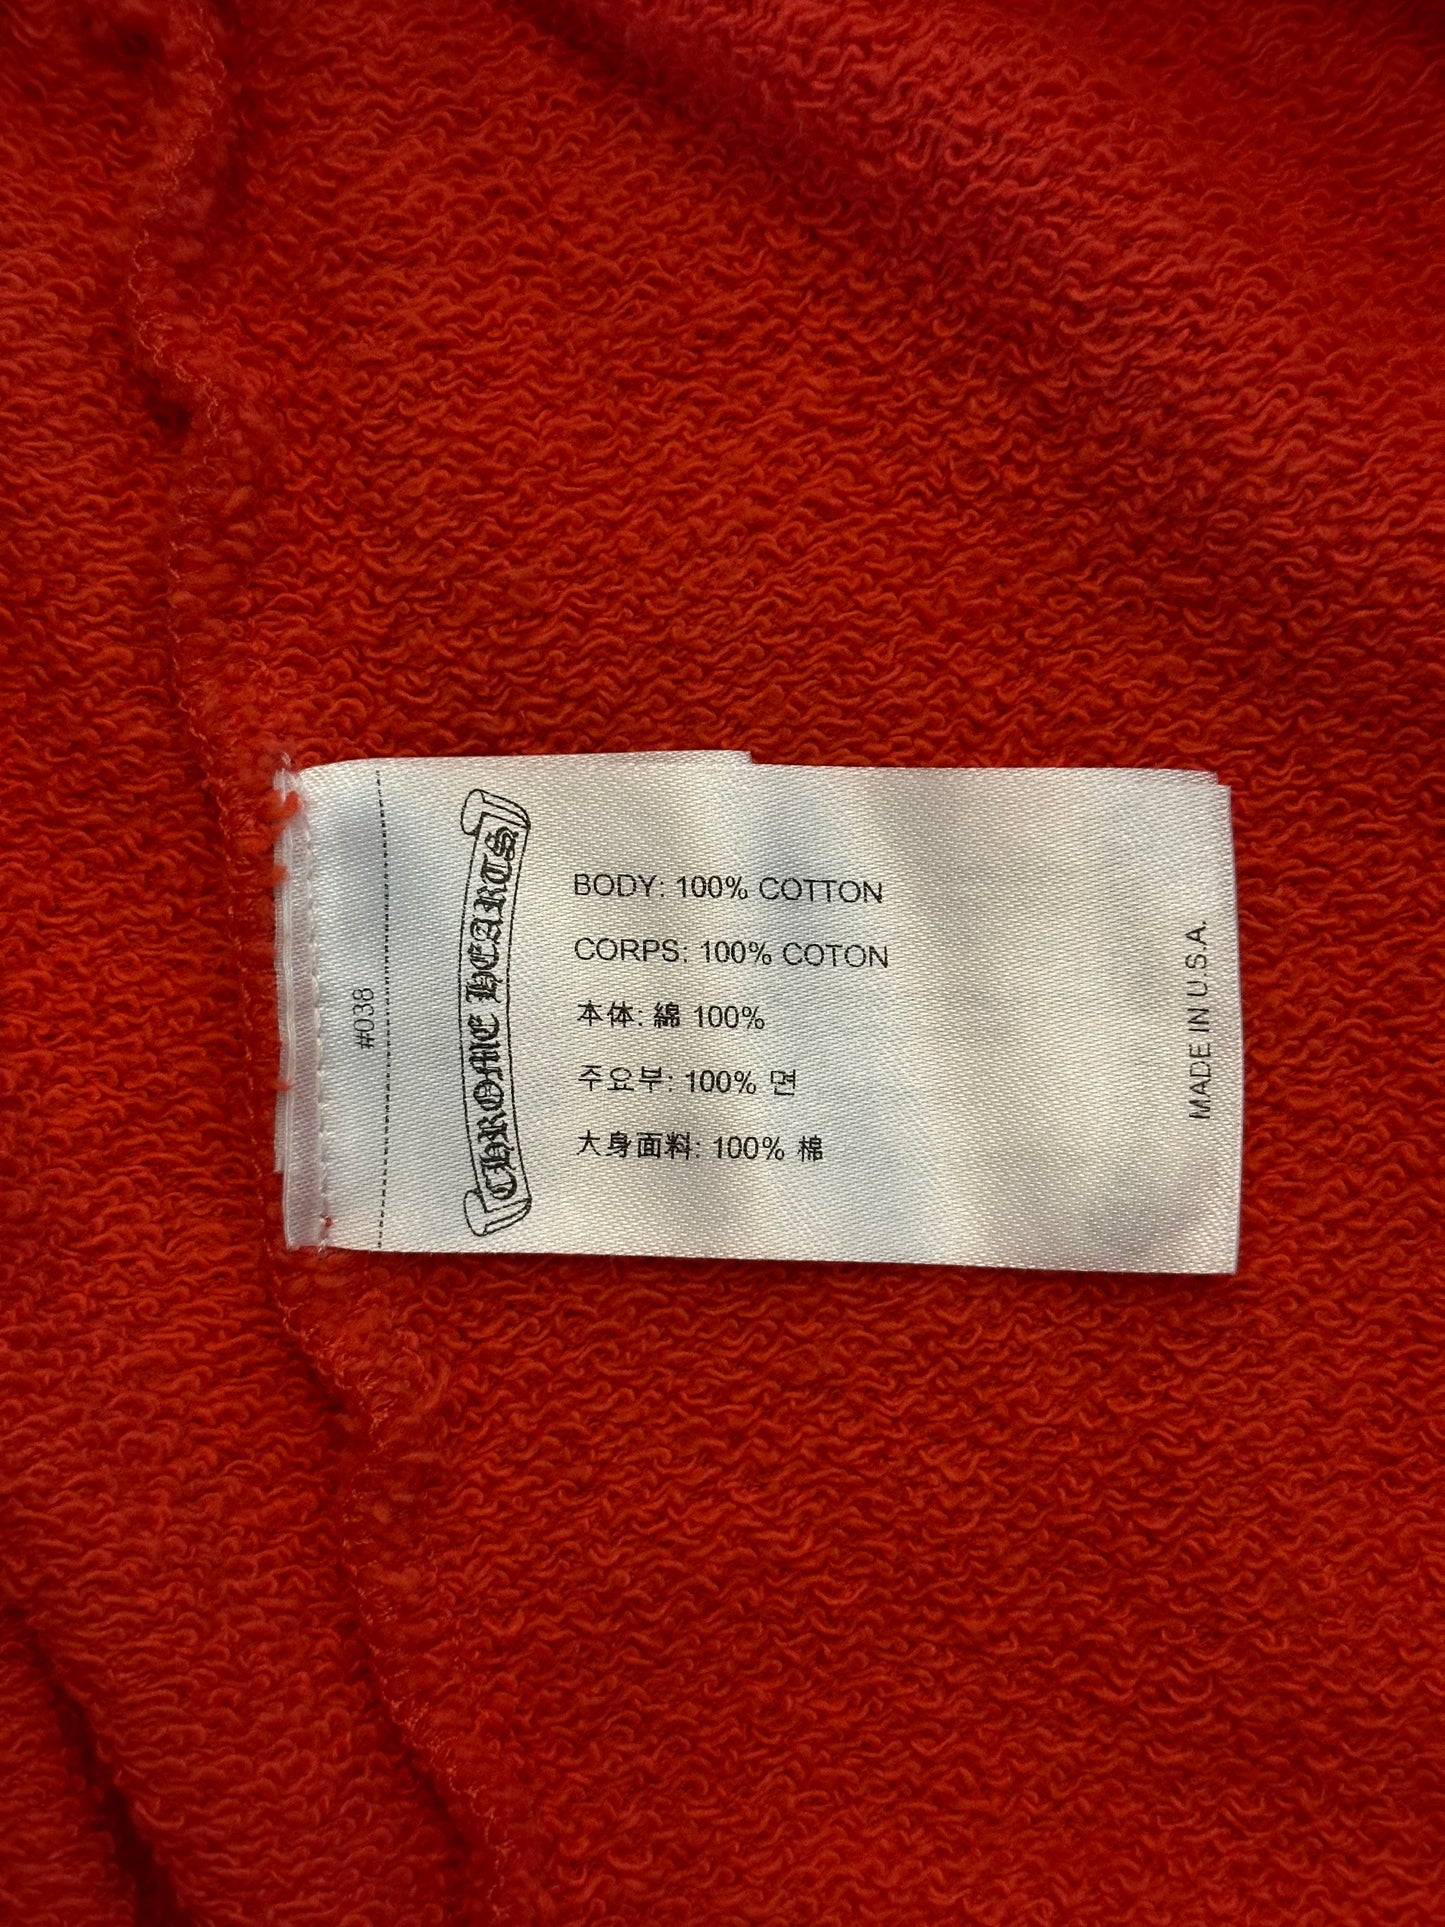 #038
CHROME HEARTS
BODY: 100% COTTON
CORPS: 100% COTON
本体: 綿 100%
주요부: 100% 면
大身面料: 100% 棉
MADE IN U.S.A.